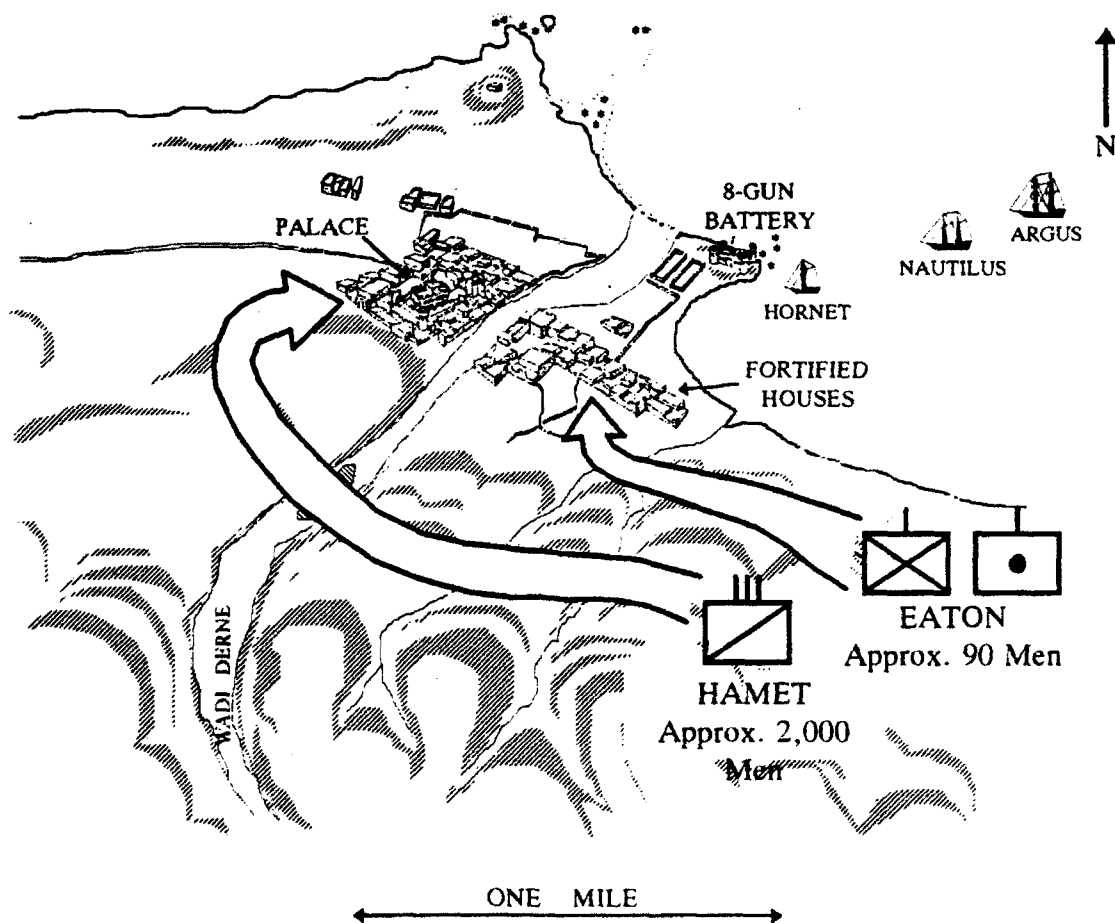 N
8-GUN
BATTERY
PALACE
ARGUS
NAUTILUS
HORNET
FORTIFIED
HOUSES
WADI DERNE
EATON
Approx. 90 Men
HAMET
Approx. 2,000
Men
ONE MILE